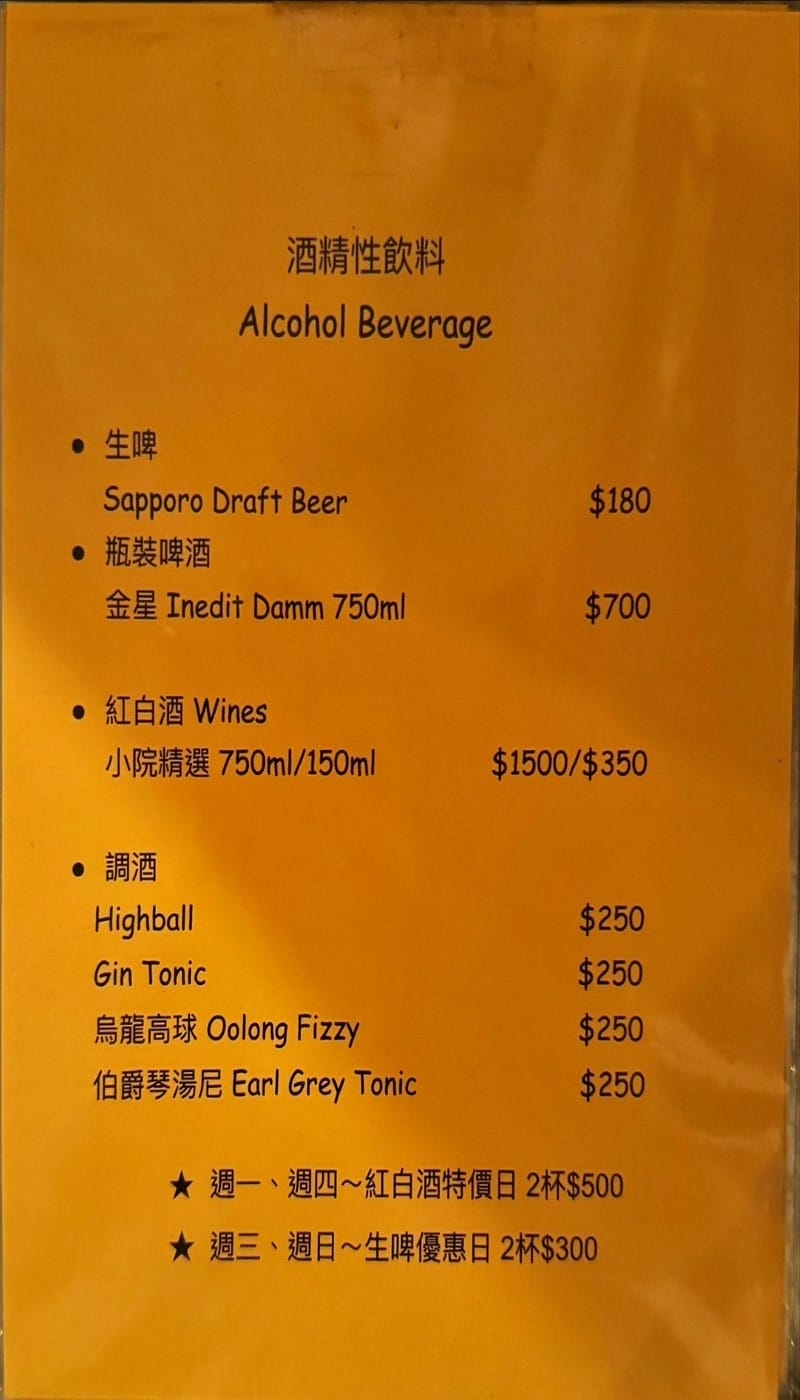 酒精性飲料
Alcohol Beverage
• 生啤
Sapporo Draft Beer $180
• 瓶裝啤酒
金星 Inedit Damm 750ml $700
• 紅白酒 Wines
小院精選 750ml/150ml $1500/$350
• 調酒
Highball $250
Gin Tonic $250
烏龍高球 Oolong Fizzy $250
伯爵琴湯尼 Earl Grey Tonic $250
★ 週一、週四～紅白酒特價日 2杯$500
★ 週三、週日～生啤優惠日 2杯$300